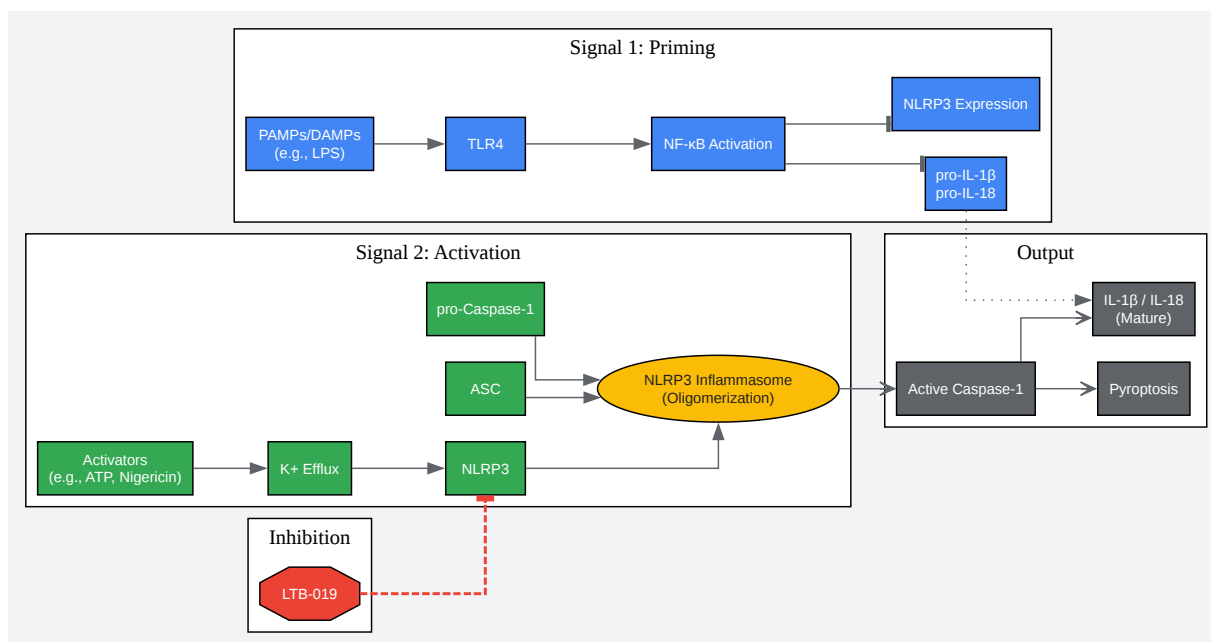 Signal 1: Priming
PAMPs/DAMPs
(e.g., LPS)
TLR4
NF-κB Activation
NLRP3 Expression
pro-IL-1β
pro-IL-18
Signal 2: Activation
pro-Caspase-1
ASC
NLRP3 Inflammasome
(Oligomerization)
Activators
(e.g., ATP, Nigericin)
K+ Efflux
NLRP3
Output
IL-1β / IL-18
(Mature)
Active Caspase-1
Pyroptosis
Inhibition
LTB-019